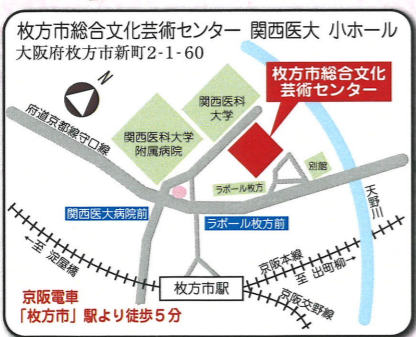 枚方市総合文化芸術センター 関西医大 小ホール
大阪府枚方市新町2-1-60
N
府道京都線守口線
関西医科
大学
枚方市総合文化
芸術センター
関西医科大学
附属病院
ラポール枚方
別館
関西医大病院前
ラポール枚方前
天野川
←至 淀屋橋
京阪本線
至 出町柳→
枚方市駅
京阪交野線
京阪電車
「枚方市」駅より徒歩5分